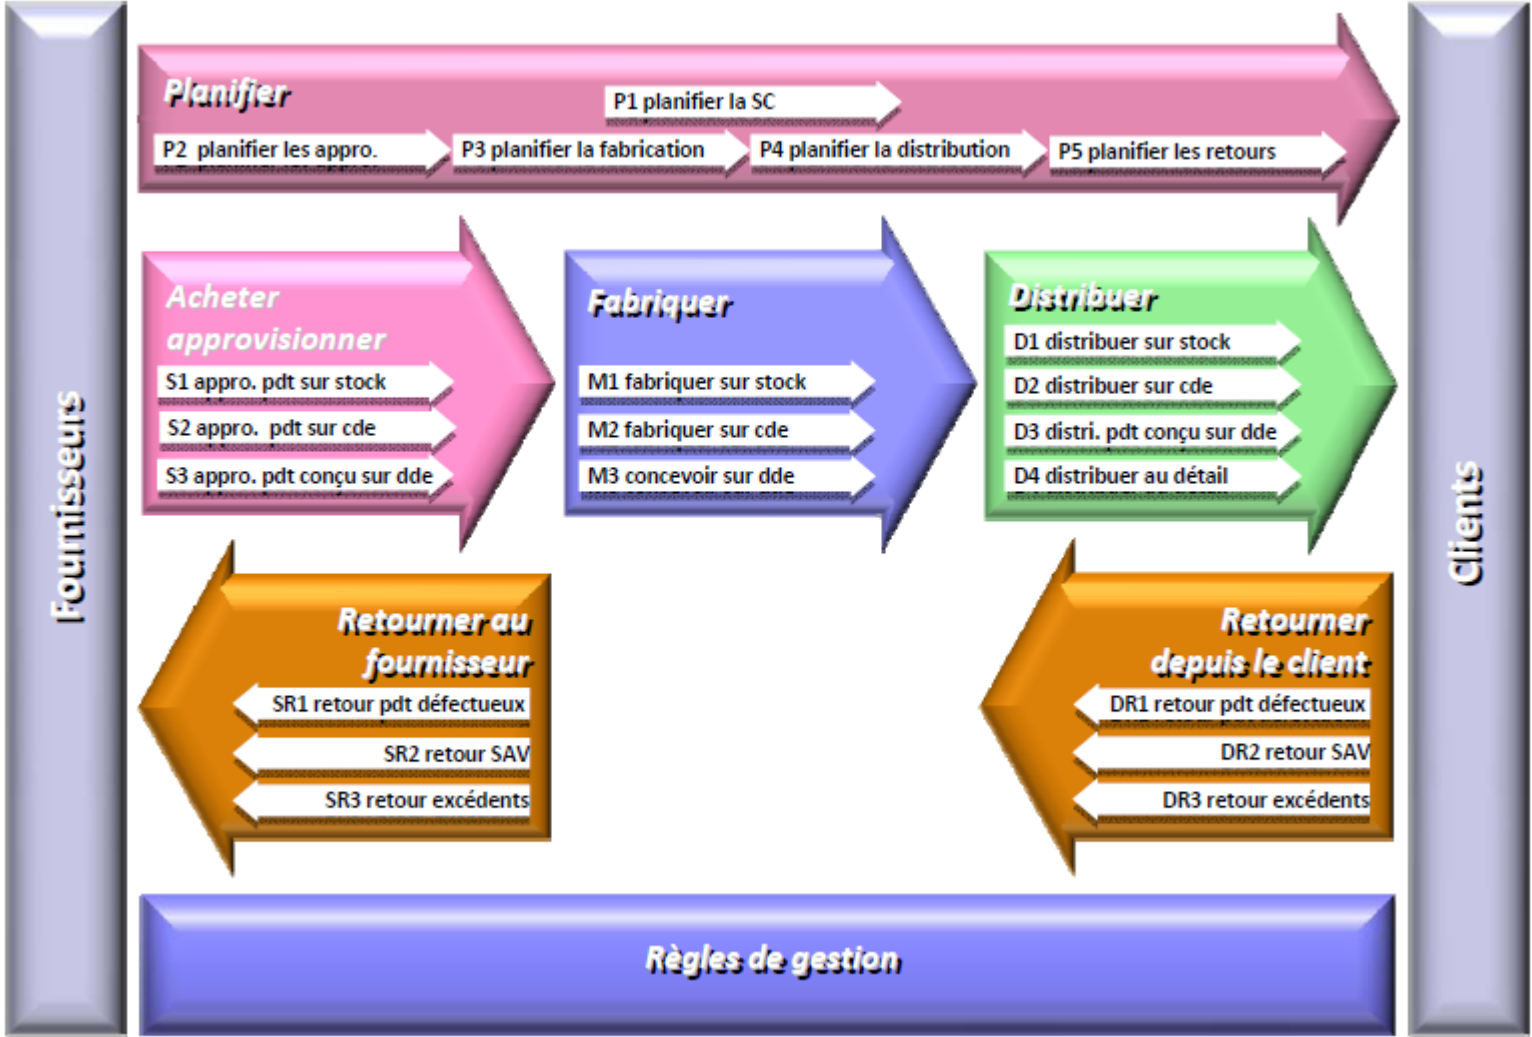 Fournisseurs
Planifier
P1 planifier la SC
P2 planifier les appro.
P3 planifier la fabrication
P4 planifier la distribution
P5 planifier les retours
Acheter
approvisionner
S1 appro. pdt sur stock
S2 appro. pdt sur cde
S3 appro. pdt conçu sur dde
Fabriquer
M1 fabriquer sur stock
M2 fabriquer sur cde
M3 concevoir sur dde
Distribuer
D1 distribuer sur stock
D2 distribuer sur cde
D3 distri. pdt conçu sur dde
D4 distribuer au détail
Retourner au
fournisseur
SR1 retour pdt défectueux
SR2 retour SAV
SR3 retour excédents
Retourner
depuis le client
DR1 retour pdt défectueux
DR2 retour SAV
DR3 retour excédents
Règles de gestion
Clients